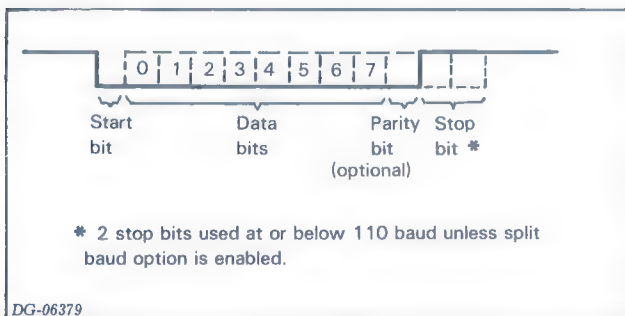 0 1 2 3 4 5 6 7
Start Data Parity Stop
bit bits bit bit *
(optional)
* 2 stop bits used at or below 110 baud unless split
baud option is enabled.
DG-06379